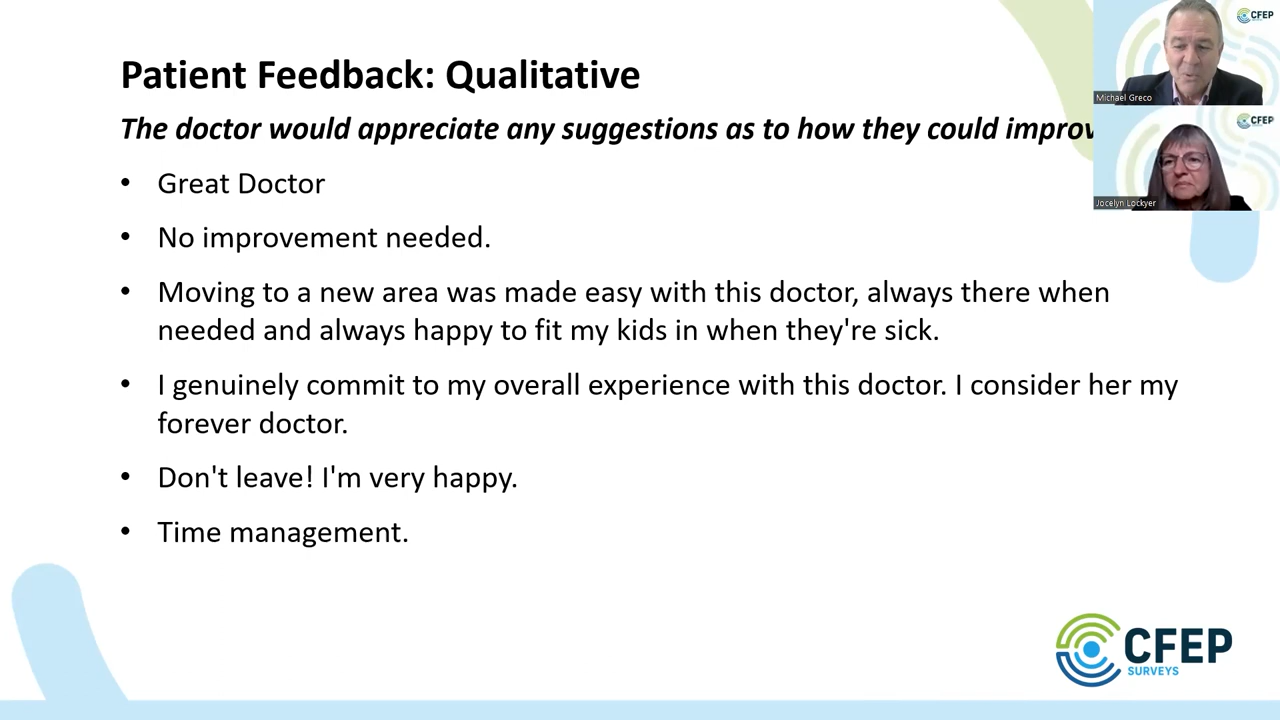 Patient Feedback: Qualitative
The doctor would appreciate any suggestions as to how they could improv
• Great Doctor
• No improvement needed.
• Moving to a new area was made easy with this doctor, always there when
needed and always happy to fit my kids in when they're sick.
• I genuinely commit to my overall experience with this doctor. I consider her my
forever doctor.
• Don't leave! I'm very happy.
• Time management.
CFEP
Michael Greco
CFEP
Jocelyn Lockyer
CFEP
SURVEYS